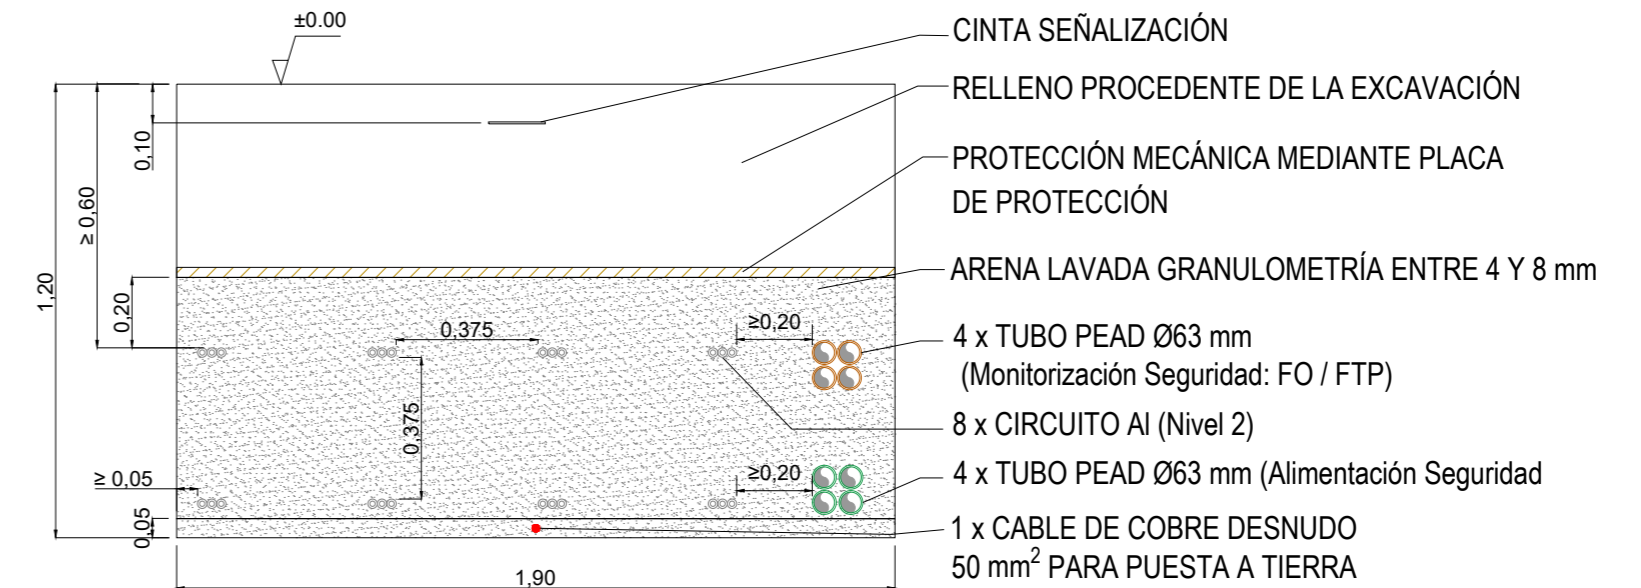 ±0.00
CINTA SEÑALIZACIÓN
RELLENO PROCEDENTE DE LA EXCAVACIÓN
0,10
PROTECCIÓN MECÁNICA MEDIANTE PLACA
DE PROTECCIÓN
≥ 0,60
ARENA LAVADA GRANULOMETRÍA ENTRE 4 Y 8 mm
1,20
0,20
0,375
≥0,20
4 x TUBO PEAD Ø63 mm
(Monitorización Seguridad: FO / FTP)
0,375
8 x CIRCUITO Al (Nivel 2)
≥ 0,05
≥0,20
4 x TUBO PEAD Ø63 mm (Alimentación Seguridad
0,05
1 x CABLE DE COBRE DESNUDO
50 mm² PARA PUESTA A TIERRA
1,90